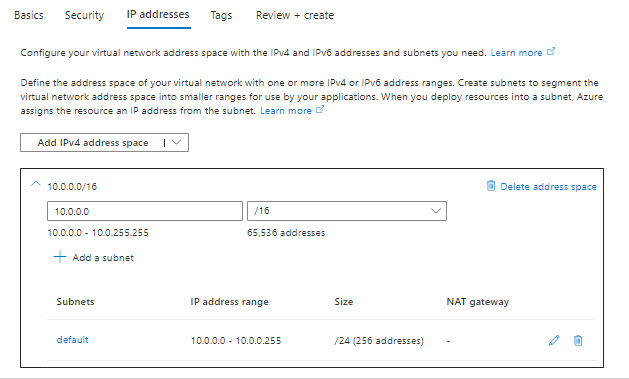 Basics Security IP addresses Tags Review + create
Configure your virtual network address space with the IPv4 and IPv6 addresses and subnets you need. Learn more
Define the address space of your virtual network with one or more IPv4 or IPv6 address ranges. Create subnets to segment the
virtual network address space into smaller ranges for use by your applications. When you deploy resources into a subnet, Azure
assigns the resource an IP address from the subnet. Learn more
Add IPv4 address space |
10.0.0.0/16 Delete address space
10.0.0.0 /16
10.0.0.0 - 10.0.255.255 65,536 addresses
+ Add a subnet
Subnets IP address range Size NAT gateway
default 10.0.0.0 - 10.0.0.255 /24 (256 addresses) -